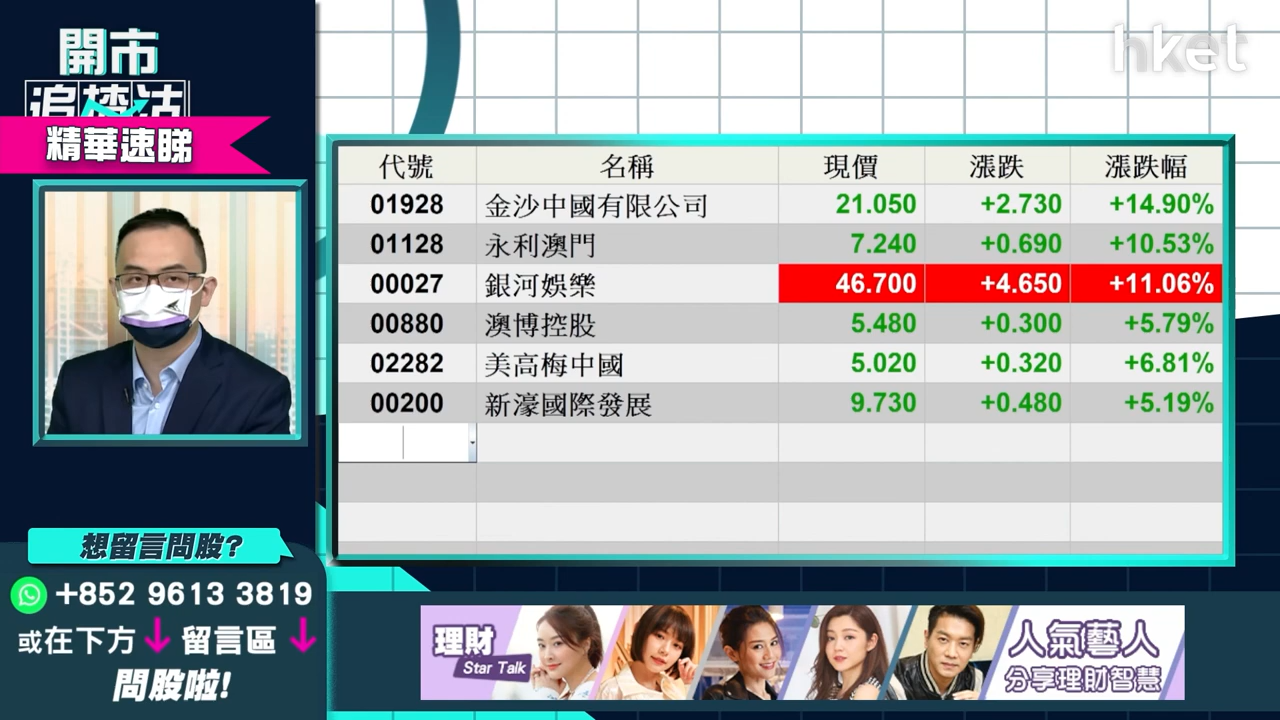 開市
追揸沽
精華速睇
hket
代號 名稱 現價 漲跌 漲跌幅
01928 金沙中國有限公司 21.050 +2.730 +14.90%
01128 永利澳門 7.240 +0.690 +10.53%
00027 銀河娛樂 46.700 +4.650 +11.06%
00880 澳博控股 5.480 +0.300 +5.79%
02282 美高梅中國 5.020 +0.320 +6.81%
00200 新濠國際發展 9.730 +0.480 +5.19%
想留言問股?
+852 9613 3819
或在下方↓留言區↓
問股啦!
理財
Star Talk
人氣藝人
分享理財智慧